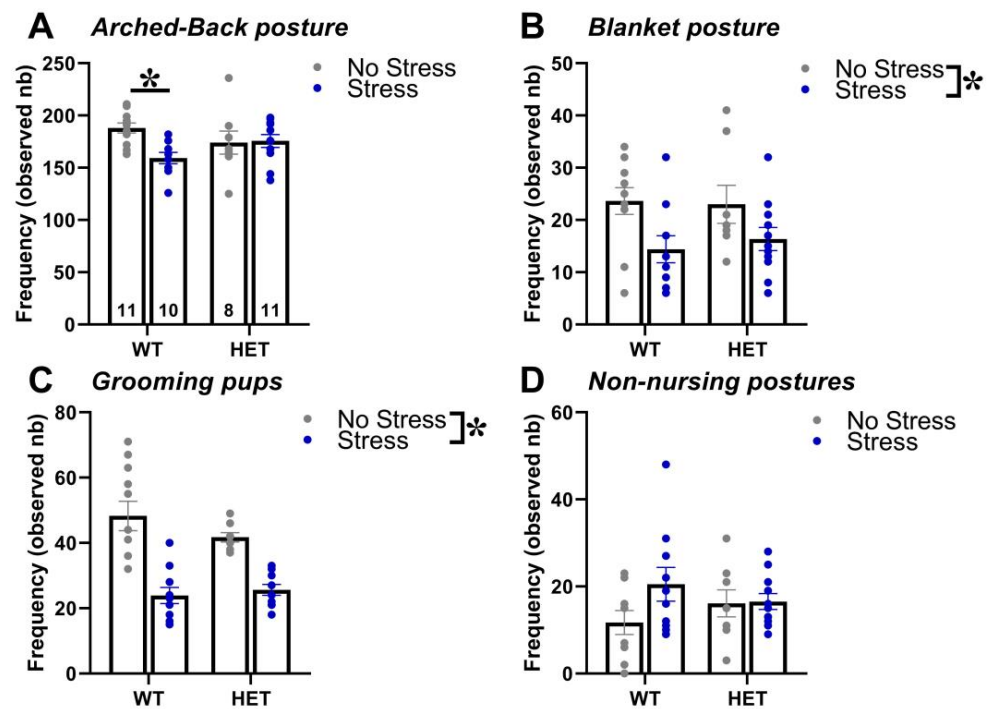 A Arched-Back posture
Frequency (observed nb)
250
200
150
100
50
0
*
No Stress
Stress
11 10 8 11
WT HET
B Blanket posture
Frequency (observed nb)
50
40
30
20
10
0
No Stress
Stress
*
WT HET
C Grooming pups
Frequency (observed nb)
80
60
40
20
0
No Stress
Stress
*
WT HET
D Non-nursing postures
Frequency (observed nb)
60
40
20
0
No Stress
Stress
WT HET